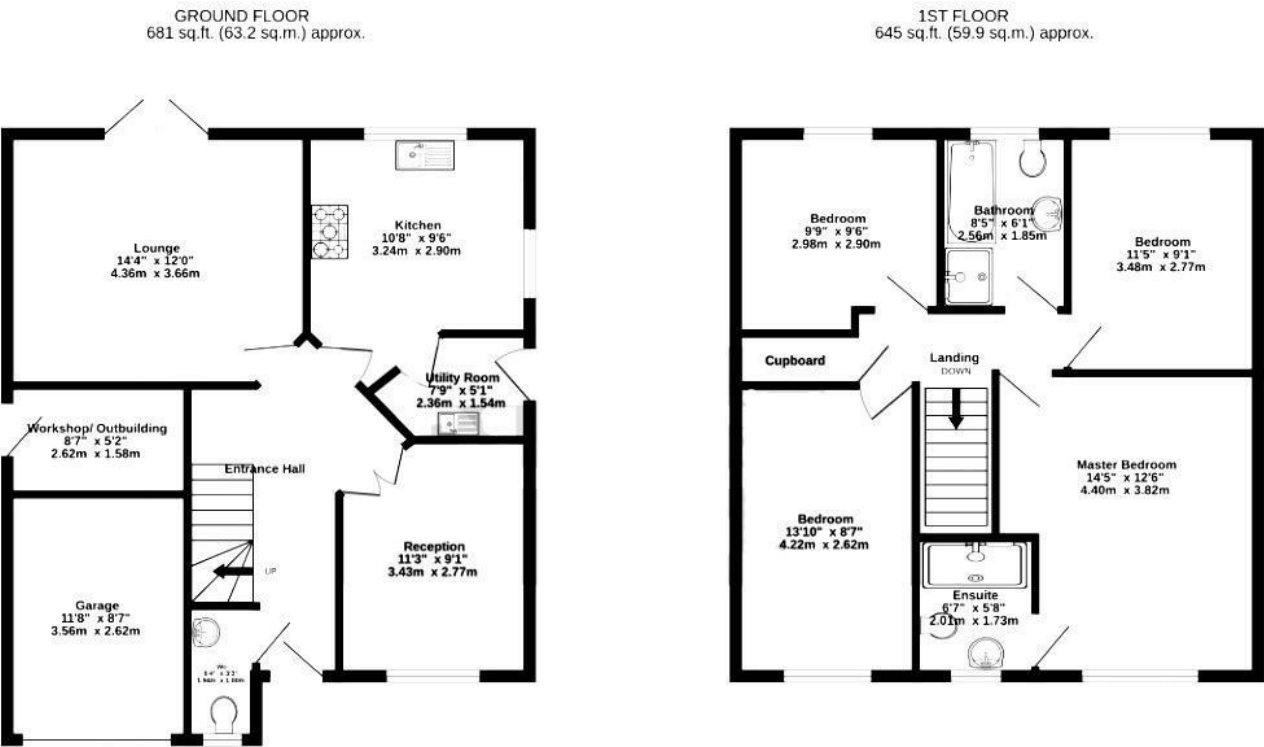 GROUND FLOOR
681 sq.ft. (63.2 sq.m.) approx.
Lounge
14'4" x 12'0"
4.36m x 3.66m
Kitchen
10'8" x 9'6"
3.24m x 2.90m
Utility Room
7'9" x 5'1"
2.36m x 1.54m
Workshop/ Outbuilding
8'7" x 5'2"
2.62m x 1.58m
Entrance Hall
UP
Reception
11'3" x 9'1"
3.43m x 2.77m
Garage
11'8" x 8'7"
3.56m x 2.62m
1ST FLOOR
645 sq.ft. (59.9 sq.m.) approx.
Bedroom
9'9" x 9'6"
2.98m x 2.90m
Bathroom
8'5" x 6'1"
2.56m x 1.85m
Bedroom
11'5" x 9'1"
3.48m x 2.77m
Cupboard
Landing
DOWN
Master Bedroom
14'5" x 12'6"
4.40m x 3.82m
Bedroom
13'10" x 8'7"
4.22m x 2.62m
Ensuite
6'7" x 5'8"
2.01m x 1.73m